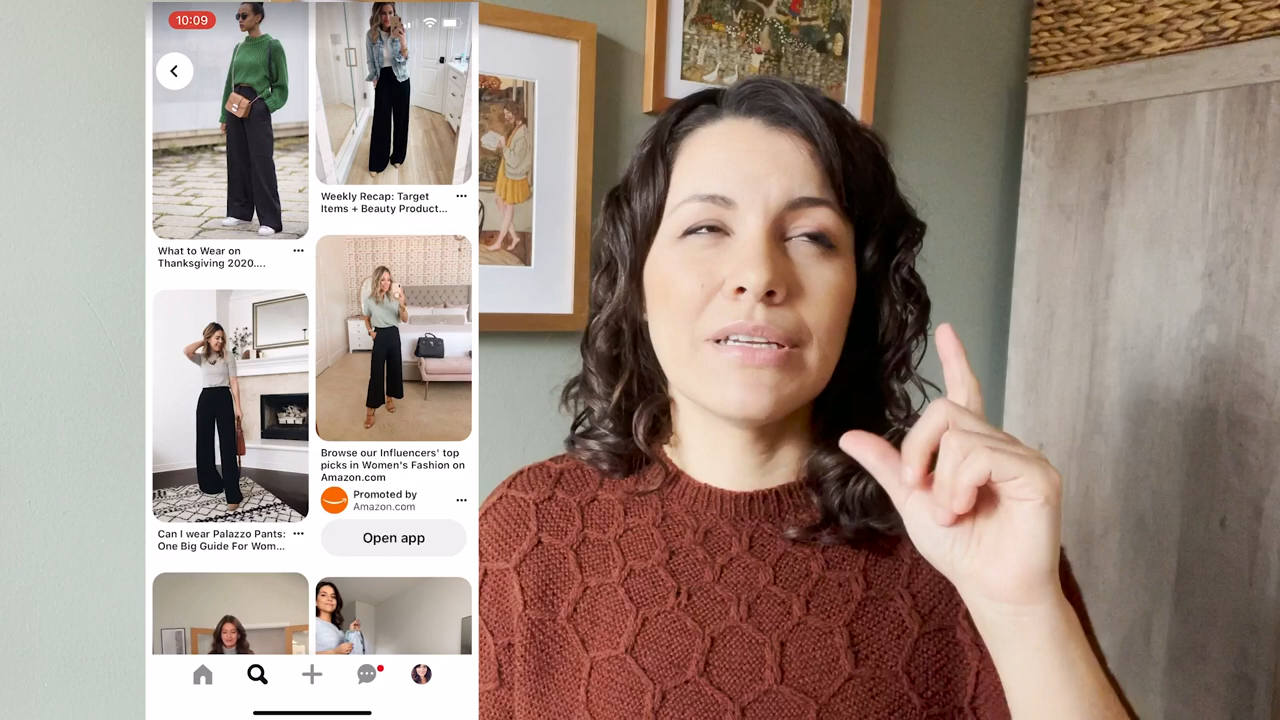 10:09
What to Wear on
Thanksgiving 2020....
Weekly Recap: Target
Items + Beauty Product...
Can I wear Palazzo Pants:
One Big Guide For Wom...
Browse our Influencers' top
picks in Women's Fashion on
Amazon.com
Promoted by
Amazon.com
Open app